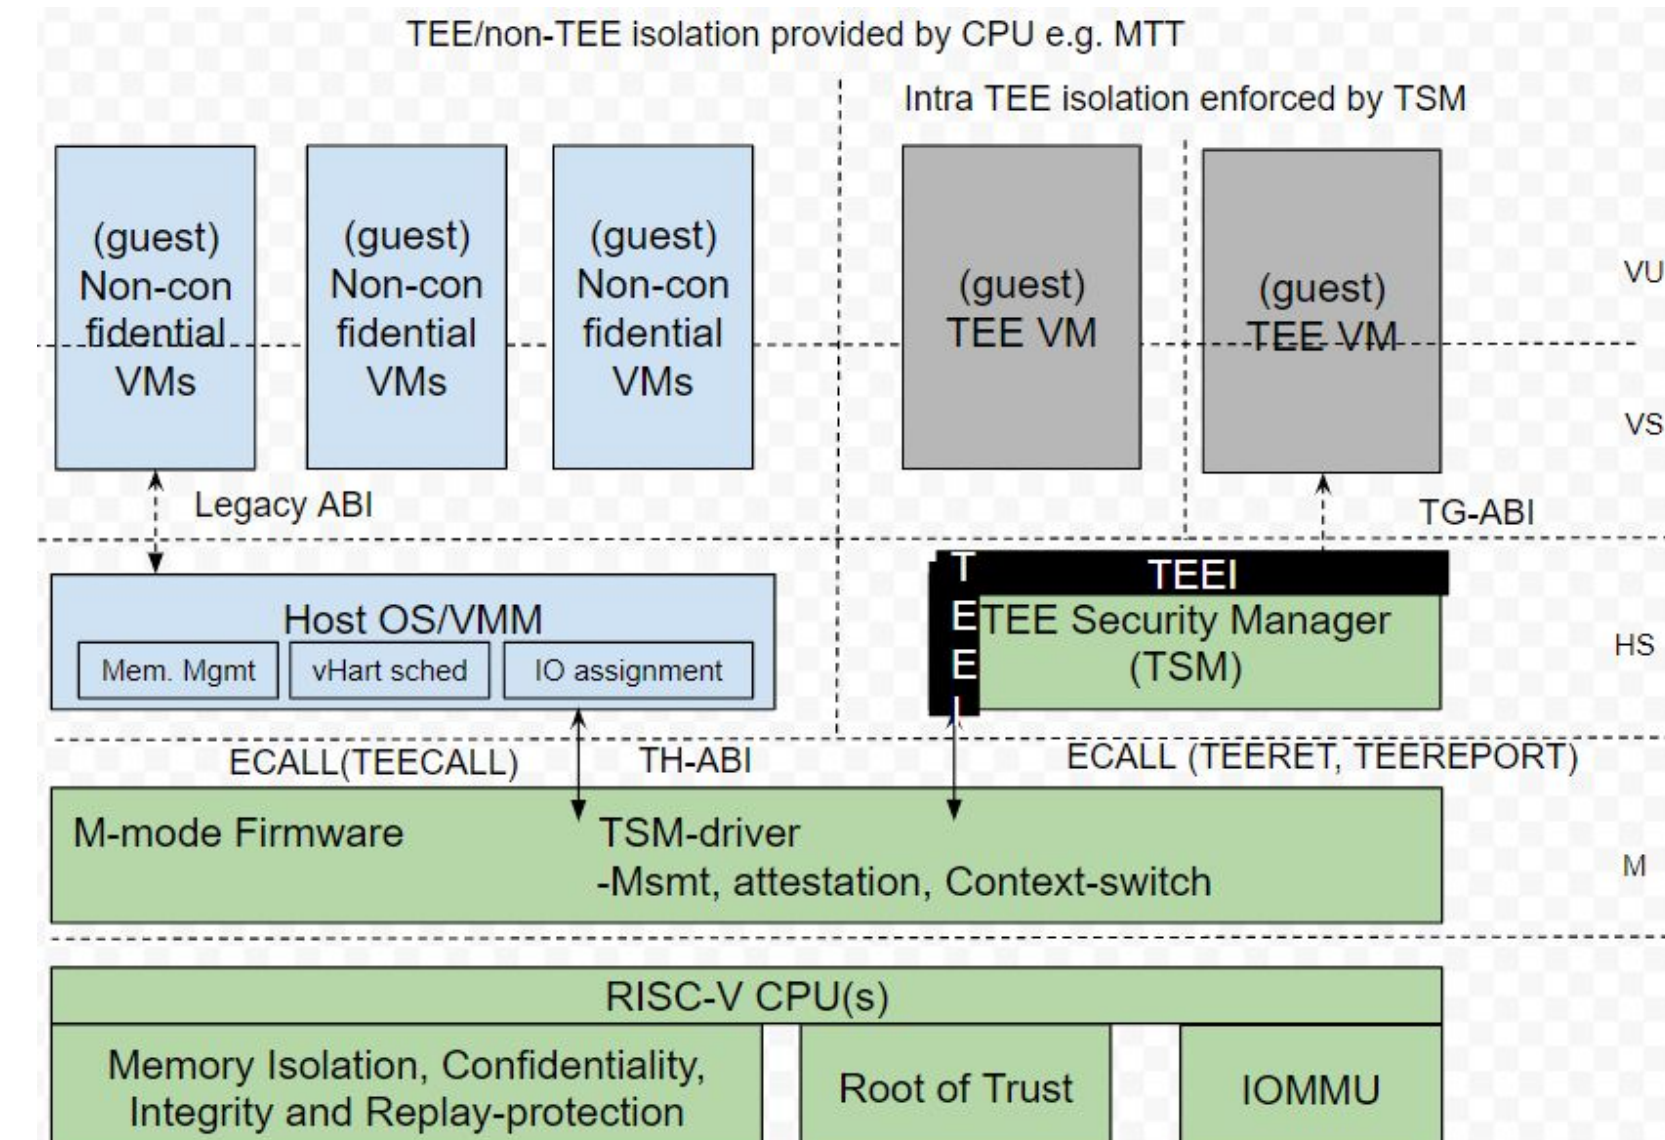 TEE/non-TEE isolation provided by CPU e.g. MTT
Intra TEE isolation enforced by TSM
(guest)
Non-con
fidential
VMs
(guest)
Non-con
fidential
VMs
(guest)
Non-con
fidential
VMs
(guest)
TEE VM
(guest)
TEE VM
VU
VS
Legacy ABI
TG-ABI
Host OS/VMM
Mem. Mgmt
vHart sched
IO assignment
TEEI
T
E
E
I
TEE Security Manager
(TSM)
HS
ECALL(TEECALL)
TH-ABI
ECALL (TEERET, TEEREPORT)
M-mode Firmware
TSM-driver
-Msmt, attestation, Context-switch
M
RISC-V CPU(s)
Memory Isolation, Confidentiality,
Integrity and Replay-protection
Root of Trust
IOMMU